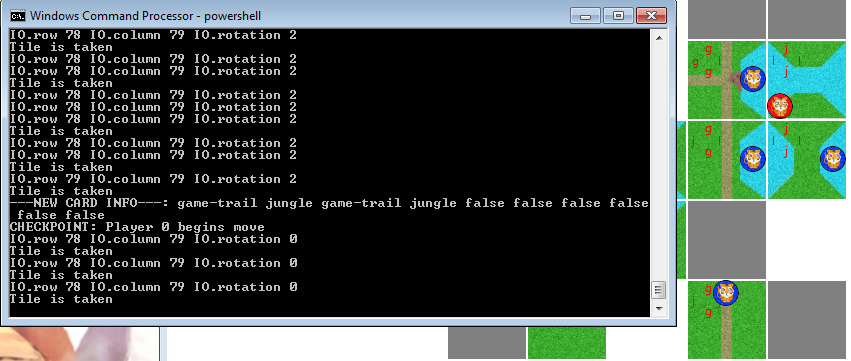 Windows Command Processor - powershell
IO.row 78 IO.column 79 IO.rotation 2
Tile is taken
IO.row 78 IO.column 79 IO.rotation 2
IO.row 78 IO.column 79 IO.rotation 2
Tile is taken
IO.row 78 IO.column 79 IO.rotation 2
IO.row 78 IO.column 79 IO.rotation 2
IO.row 78 IO.column 79 IO.rotation 2
Tile is taken
IO.row 78 IO.column 79 IO.rotation 2
IO.row 78 IO.column 79 IO.rotation 2
Tile is taken
IO.row 79 IO.column 79 IO.rotation 2
Tile is taken
---NEW CARD INFO---: game-trail jungle game-trail jungle false false false false
false false
CHECKPOINT: Player 0 begins move
IO.row 78 IO.column 79 IO.rotation 0
Tile is taken
IO.row 78 IO.column 79 IO.rotation 0
Tile is taken
IO.row 78 IO.column 79 IO.rotation 0
Tile is taken
g j
g l l l
g j
g j
j
g j
g
j
g